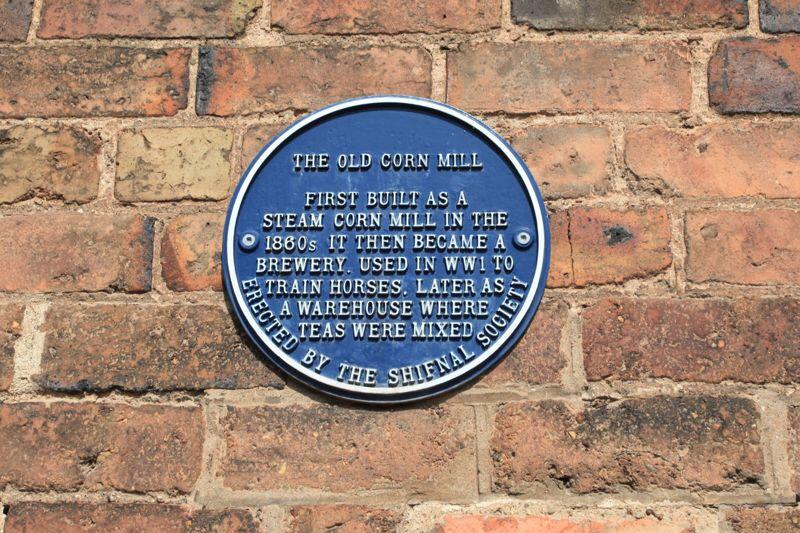 THE OLD CORN MILL
FIRST BUILT AS A
STEAM CORN MILL IN THE
1860s IT THEN BECAME A
BREWERY. USED IN WW1 TO
TRAIN HORSES. LATER AS
A WAREHOUSE WHERE
TEAS WERE MIXED
ERECTED BY THE SHIFNAL SOCIETY